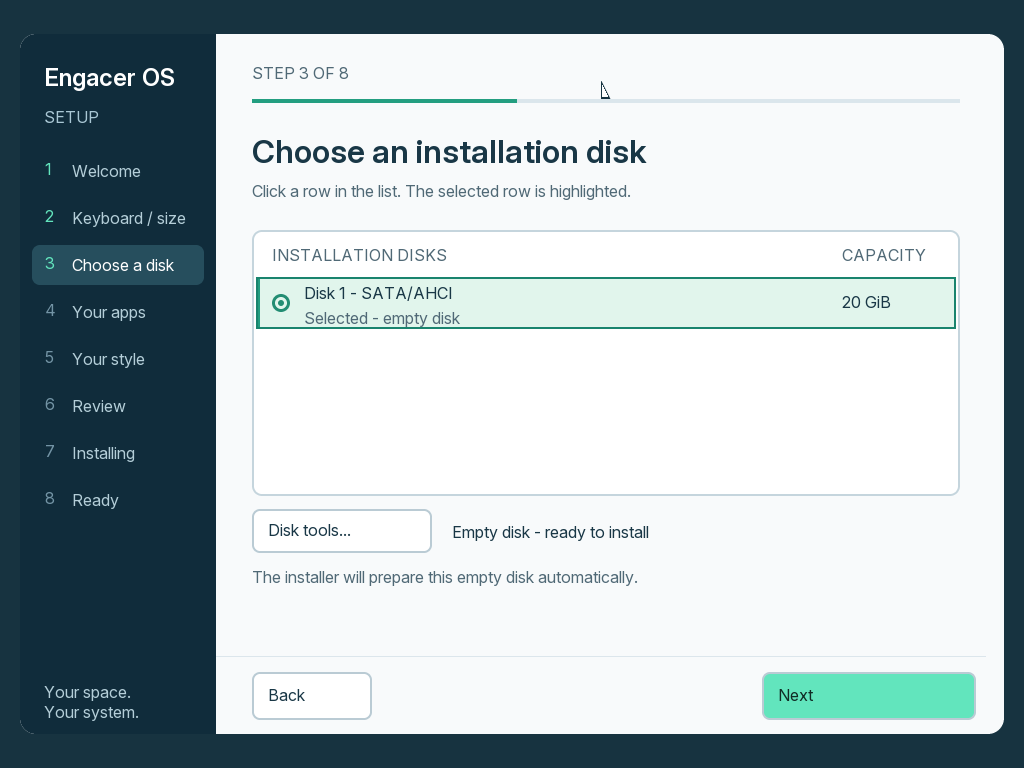 Engacer OS
SETUP
1 Welcome
2 Keyboard / size
3 Choose a disk
4 Your apps
5 Your style
6 Review
7 Installing
8 Ready
Your space.
Your system.
STEP 3 OF 8
Choose an installation disk
Click a row in the list. The selected row is highlighted.
INSTALLATION DISKS CAPACITY
Disk 1 - SATA/AHCI 20 GiB
Selected - empty disk
Disk tools... Empty disk - ready to install
The installer will prepare this empty disk automatically.
Back Next